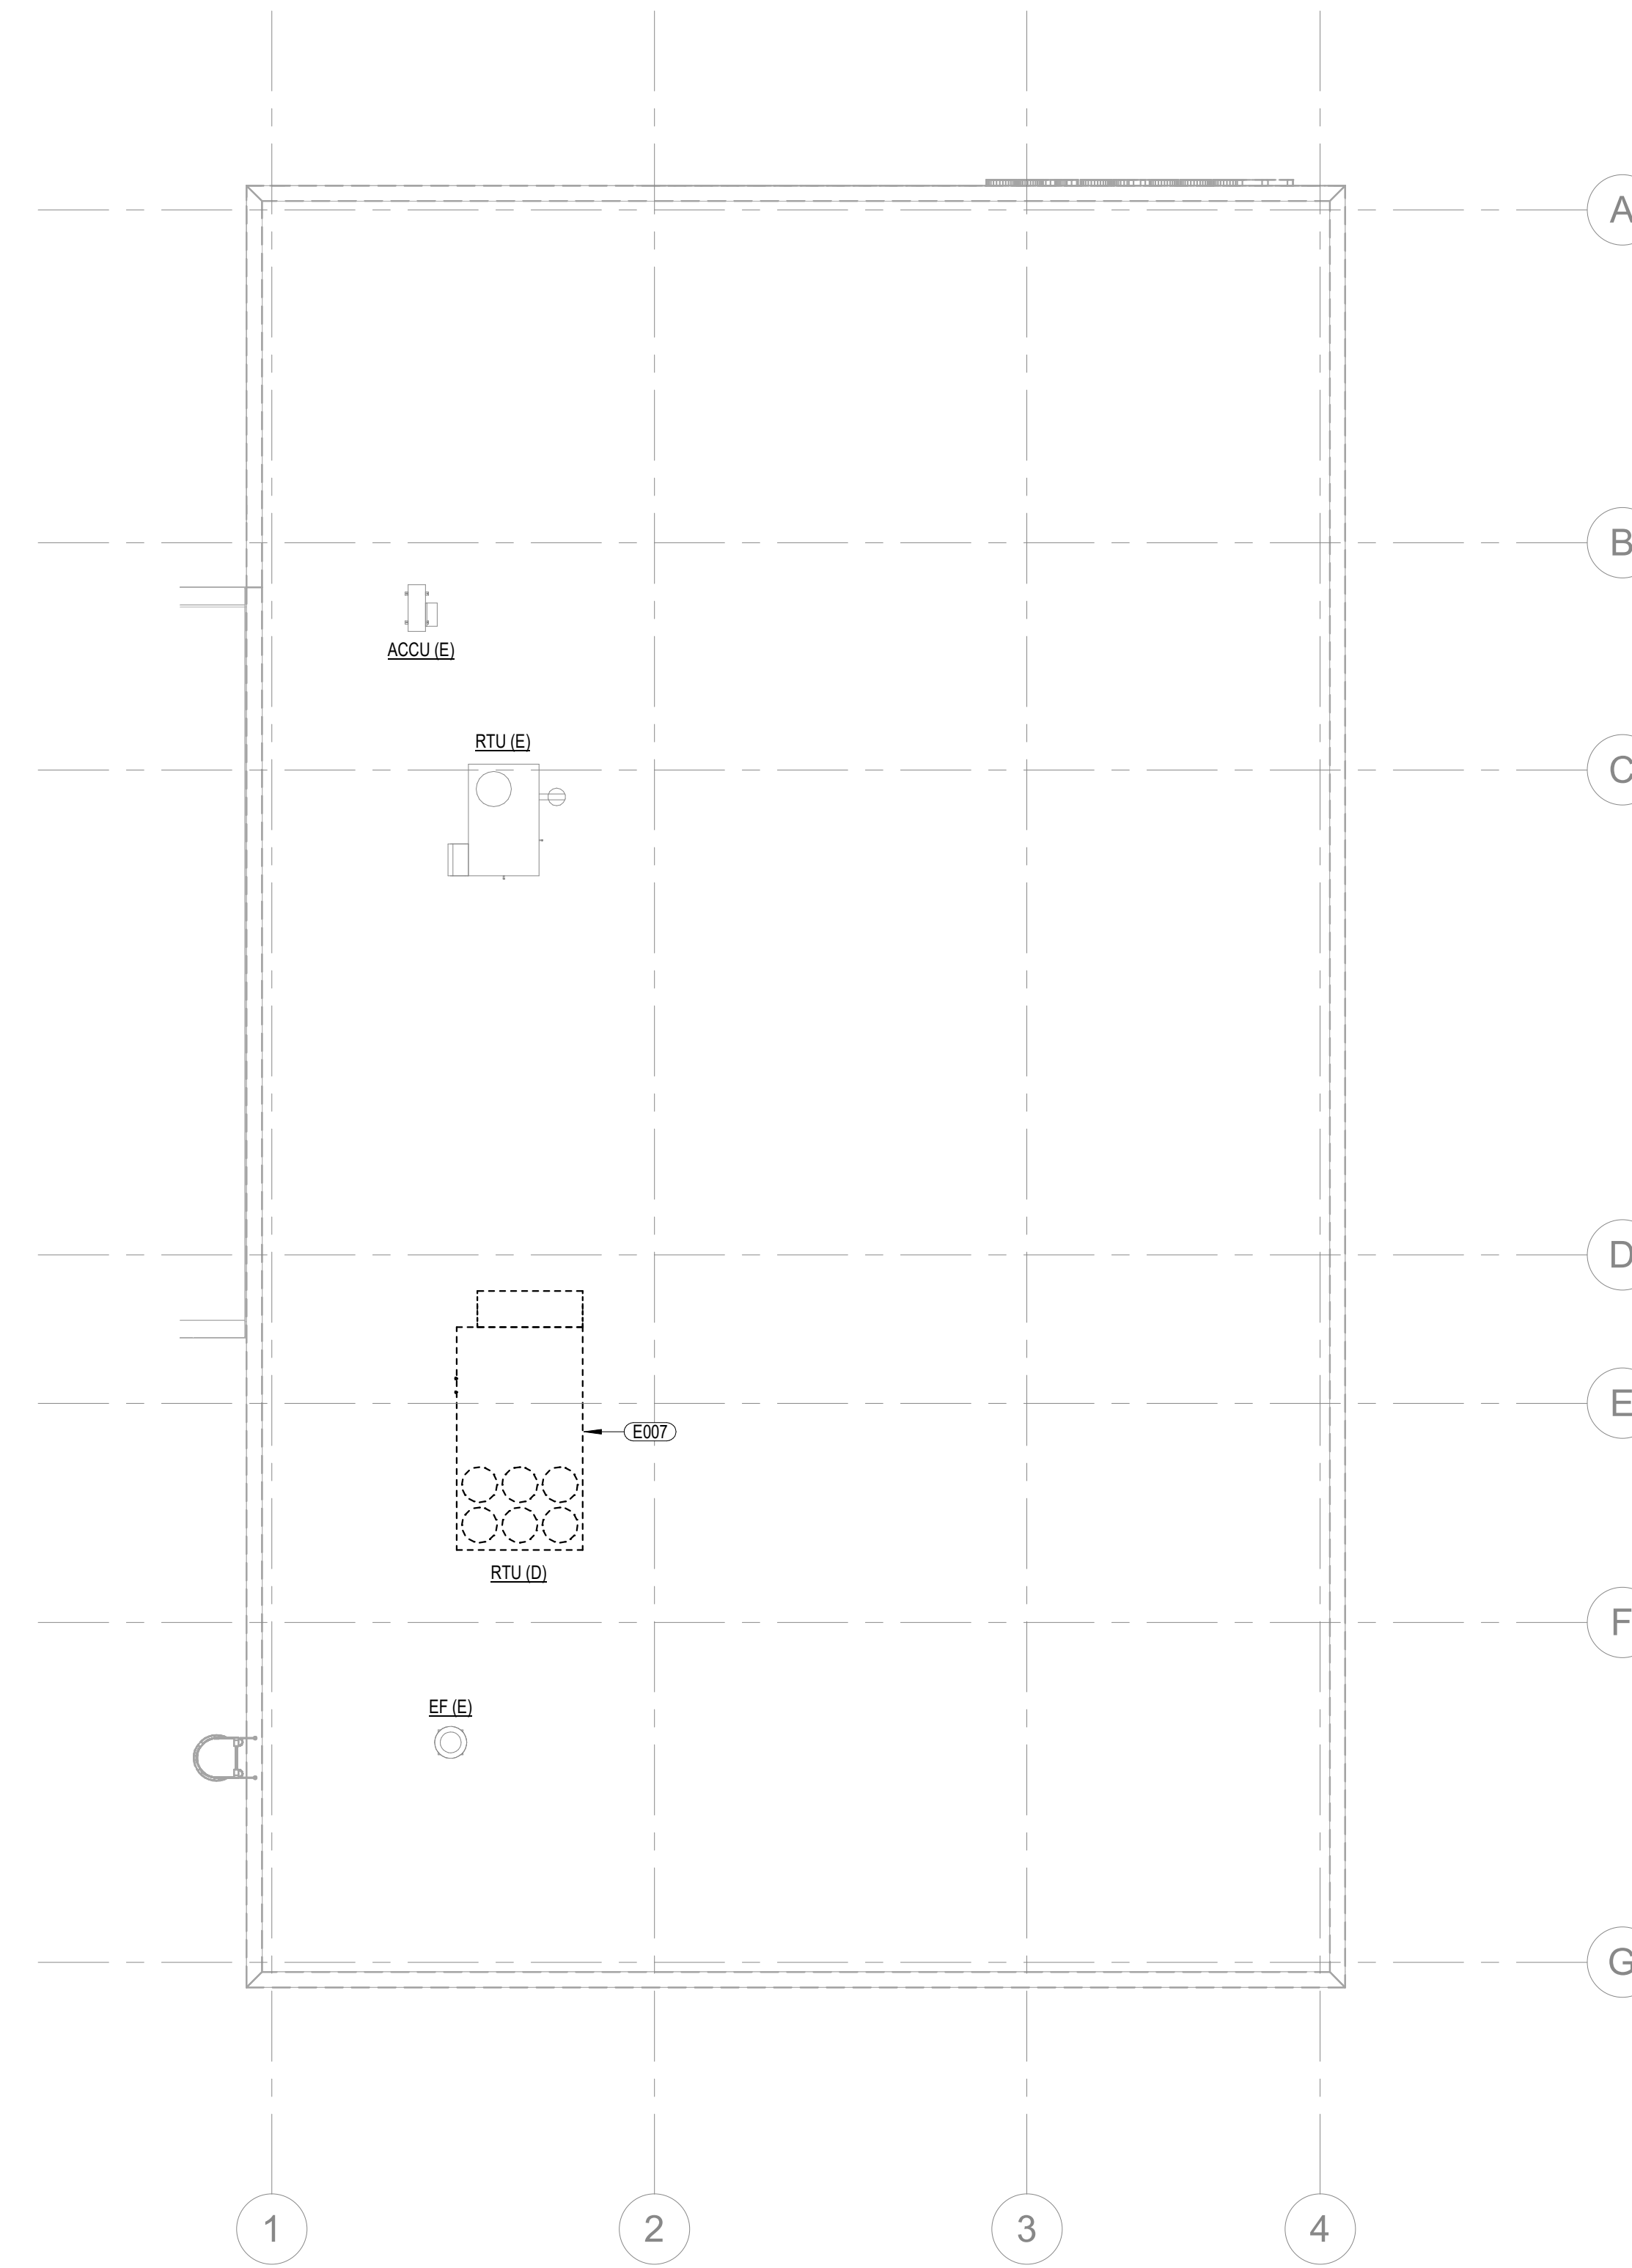 A
B
ACCU (E)
RTU (E)
C
D
E
E007
RTU (D)
F
EF (E)
G
1
2
3
4